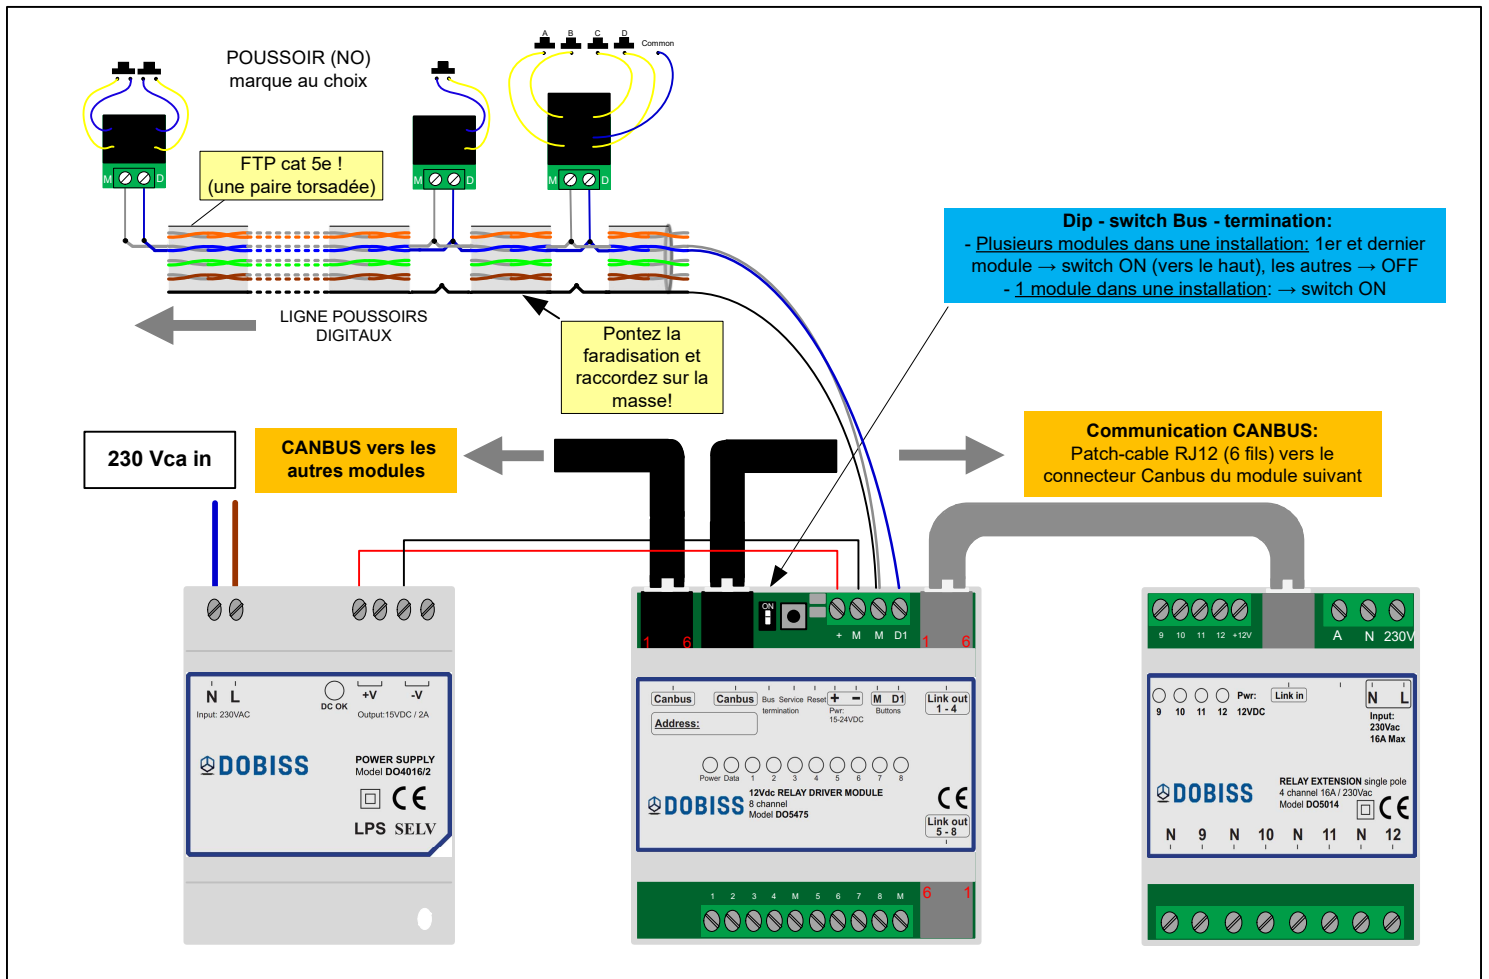 A B C D Common
POUSSOIR (NO)
marque au choix
M D
M D
M D
FTP cat 5e !
(une paire torsadée)
Dip - switch Bus - termination:
- Plusieurs modules dans une installation: 1er et dernier
module → switch ON (vers le haut), les autres → OFF
- 1 module dans une installation: → switch ON
LIGNE POUSSOIRS
DIGITAUX
Pontez la
faradisation et
raccordez sur la
masse!
230 Vca in
CANBUS vers les
autres modules
Communication CANBUS:
Patch-cable RJ12 (6 fils) vers le
connecteur Canbus du module suivant
ON
1 6
+ M M D1
1 6
9 10 11 12 +12V
A N 230V
N L
Input: 230VAC
DC OK
+V -V
Output:15VDC / 2A
DOBISS
POWER SUPPLY
Model DO4016/2
CE
LPS SELV
Canbus Canbus
Bus Service Reset
termination
+ −
Pwr:
15-24VDC
M D1
Buttons
Link out
1 - 4
Address:
Power Data 1 2 3 4 5 6 7 8
DOBISS
12Vdc RELAY DRIVER MODULE
8 channel
Model DO5475
CE
Link out
5 - 8
1 2 3 4 M 5 6 7 8 M
6 1
9 10 11 12
Pwr:
12VDC
Link in
N L
Input:
230Vac
16A Max
DOBISS
RELAY EXTENSION single pole
4 channel 16A / 230Vac
Model DO5014
CE
N 9 N 10 N 11 N 12